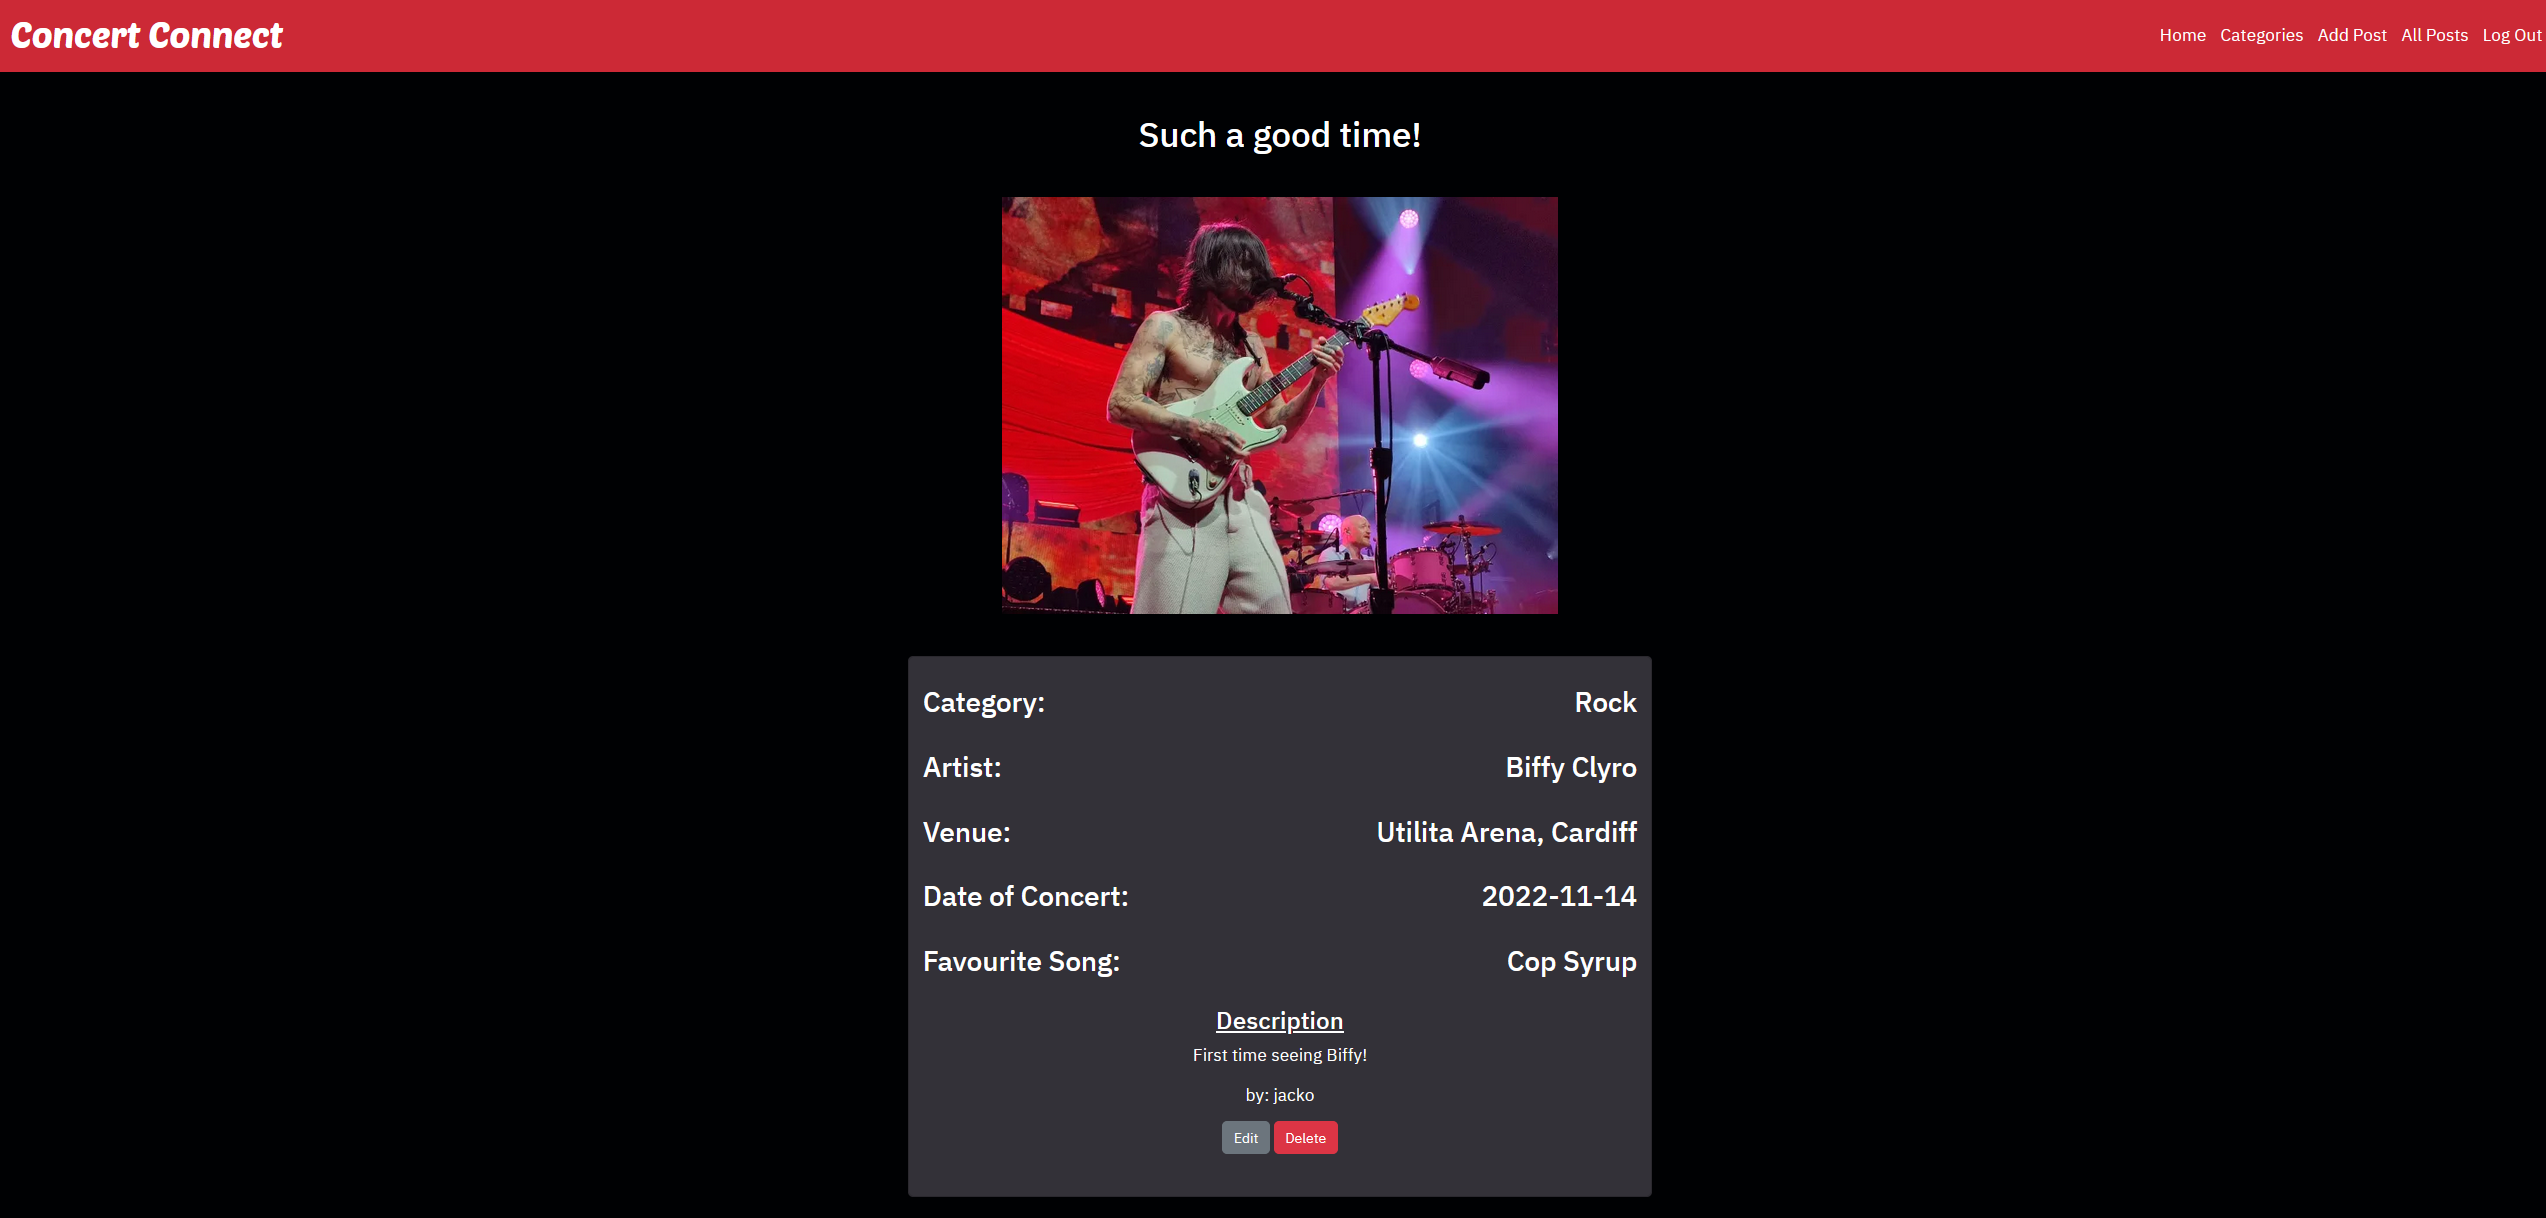 Concert Connect Home Categories Add Post All Posts Log Out
Such a good time!
Category: Rock
Artist: Biffy Clyro
Venue: Utilita Arena, Cardiff
Date of Concert: 2022-11-14
Favourite Song: Cop Syrup
Description
First time seeing Biffy!
by: jacko
Edit Delete